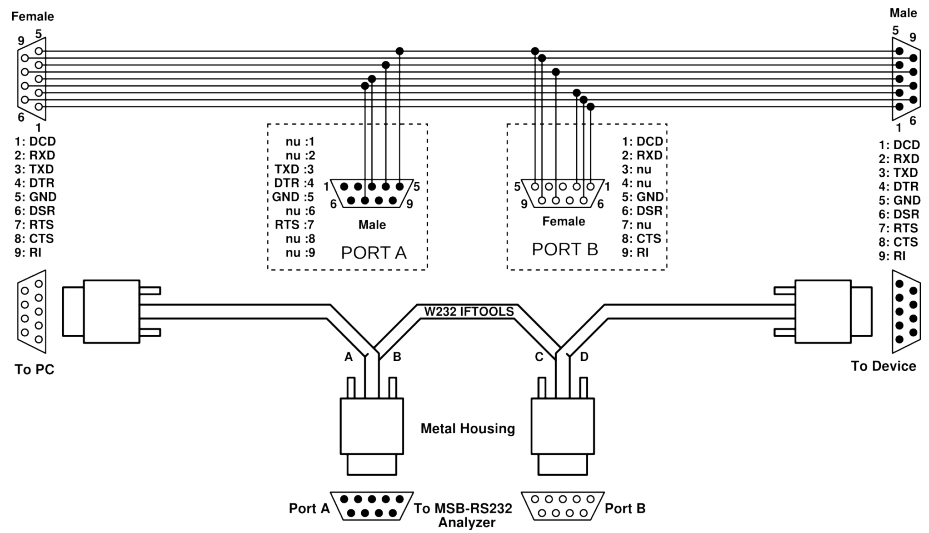 Female
Male
9 5
5 9
6 1
1 6
1: DCD
2: RXD
3: TXD
4: DTR
5: GND
6: DSR
7: RTS
8: CTS
9: RI
nu :1
nu :2
TXD :3
DTR :4
GND :5
nu :6
RTS :7
nu :8
nu :9
1 5
6 9
Male
PORT A
5 1
9 6
Female
PORT B
1: DCD
2: RXD
3: nu
4: nu
5: GND
6: DSR
7: nu
8: CTS
9: RI
1: DCD
2: RXD
3: TXD
4: DTR
5: GND
6: DSR
7: RTS
8: CTS
9: RI
W232 IFTOOLS
A B C D
To PC
To Device
Metal Housing
Port A
To MSB-RS232
Analyzer
Port B